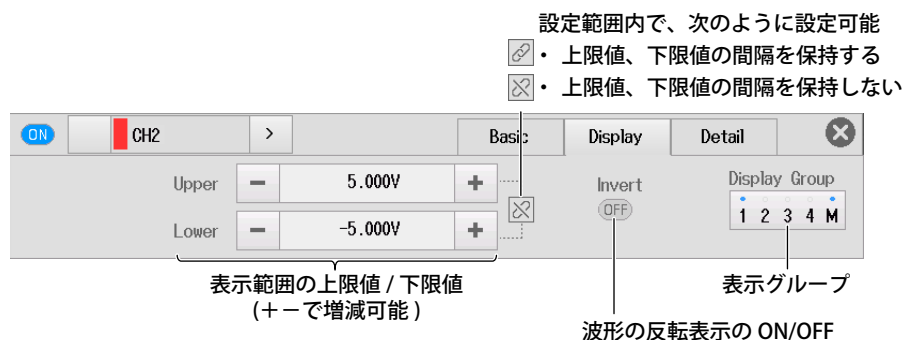 設定範囲内で、次のように設定可能
・ 上限値、下限値の間隔を保持する
・ 上限値、下限値の間隔を保持しない
ON CH2 > Basic Display Detail
Upper − 5.000V + Invert Display Group
OFF 1 2 3 4 M
Lower − -5.000V +
表示範囲の上限値 / 下限値
(+−で増減可能 )
表示グループ
波形の反転表示の ON/OFF